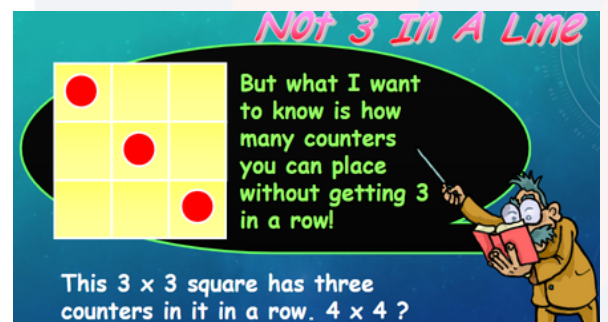 Not 3 In A Line
But what I want
to know is how
many counters
you can place
without getting 3
in a row!
This 3 x 3 square has three
counters in it in a row. 4 x 4 ?